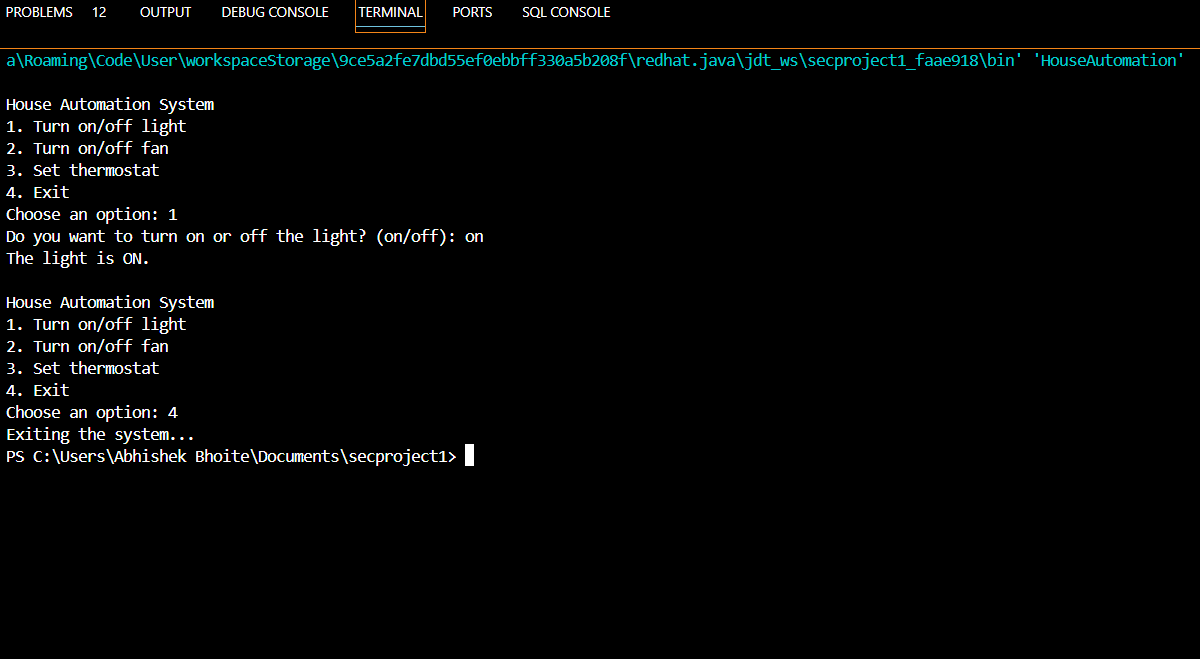 PROBLEMS 12 OUTPUT DEBUG CONSOLE TERMINAL PORTS SQL CONSOLE
a\Roaming\Code\User\workspaceStorage\9ce5a2fe7dbd55ef0ebbff330a5b208f\redhat.java\jdt_ws\secproject1_faae918\bin' 'HouseAutomation'
House Automation System
1. Turn on/off light
2. Turn on/off fan
3. Set thermostat
4. Exit
Choose an option: 1
Do you want to turn on or off the light? (on/off): on
The light is ON.
House Automation System
1. Turn on/off light
2. Turn on/off fan
3. Set thermostat
4. Exit
Choose an option: 4
Exiting the system...
PS C:\Users\Abhishek Bhoite\Documents\secproject1>